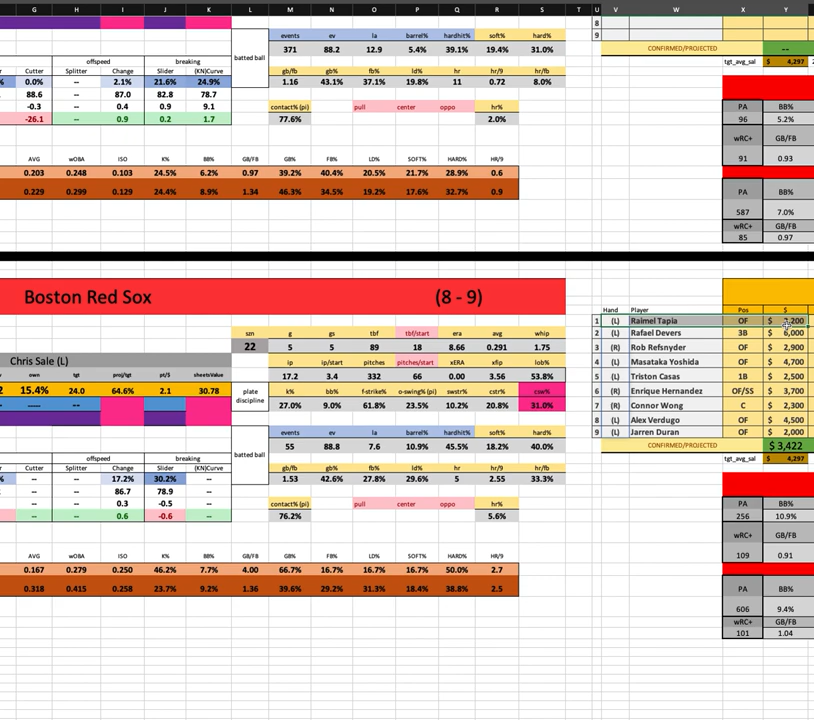 G H I J K L M N O P Q R S T U V W X Y
8
events ev la barrel% hardhit% soft% hard%
9
offspeed breaking batted ball 371 88.2 12.9 5.4% 39.1% 19.4% 31.0% CONFIRMED/PROJECTED --
Cutter Splitter Change Slider (KN)Curve tgt_avg_sal $ 4,297
gb/fb gb% fb% ld% hr hr/9 hr/fb
% 0.0% -- 2.1% 21.6% 24.9% 1.16 43.1% 37.1% 19.8% 11 0.72 8.0%
88.6 -- 87.0 82.8 78.7
-0.3 -- 0.4 0.9 9.1 contact% (pi) pull center oppo hr% PA BB%
-26.1 -- 0.9 0.2 1.7 77.6% 2.0% 96 5.2%
wRC+ GB/FB
AVG wOBA ISO K% BB% GB/FB GB% FB% LD% SOFT% HARD% HR/9 91 0.93
0.203 0.248 0.103 24.5% 6.2% 0.97 39.2% 40.4% 20.5% 21.7% 28.9% 0.6
0.229 0.299 0.129 24.4% 8.9% 1.34 46.3% 34.5% 19.2% 17.6% 32.7% 0.9 PA BB%
587 7.0%
wRC+ GB/FB
85 0.97
Boston Red Sox (8 - 9)
Hand Player Pos $
1 (L) Raimel Tapia OF $
szn g gs tbf tbf/start era avg whip 2 (L) Rafael Devers 3B $ 6,000
22 5 5 89 18 8.66 0.291 1.75 3 (R) Rob Refsnyder OF $ 2,900
Chris Sale (L) ip ip/start pitches pitches/start xERA xfip lob% 4 (L) Masataka Yoshida OF $ 4,700
own tgt proj/tgt pt/$ sheetsValue 17.2 3.4 332 66 0.00 3.56 53.8% 5 (L) Triston Casas 1B $ 2,500
2 15.4% 24.0 64.6% 2.1 30.78 plate discipline k% bb% f-strike% o-swing% (pi) swstr% cstr% csw% 6 (R) Enrique Hernandez OF/SS $ 3,700
-- -- 27.0% 9.0% 61.8% 23.5% 10.2% 20.8% 31.0% 7 (R) Connor Wong C $ 2,300
8 (L) Alex Verdugo OF $ 4,500
events ev la barrel% hardhit% soft% hard% 9 (L) Jarren Duran OF $ 2,000
offspeed breaking batted ball 55 88.8 7.6 10.9% 45.5% 18.2% 40.0% CONFIRMED/PROJECTED $ 3,422
Cutter Splitter Change Slider (KN)Curve tgt_avg_sal $ 4,297
gb/fb gb% fb% ld% hr hr/9 hr/fb
% -- -- 17.2% 30.2% -- 1.53 42.6% 27.8% 29.6% 5 2.55 33.3%
-- -- 86.7 78.9 --
-- -- 0.3 -0.5 -- contact% (pi) pull center oppo hr% PA BB%
-- -- 0.6 -0.6 -- 76.2% 5.6% 256 10.9%
wRC+ GB/FB
AVG wOBA ISO K% BB% GB/FB GB% FB% LD% SOFT% HARD% HR/9 109 0.91
0.167 0.279 0.250 46.2% 7.7% 4.00 66.7% 16.7% 16.7% 16.7% 50.0% 2.7
0.318 0.415 0.258 23.7% 9.2% 1.36 39.6% 29.2% 31.3% 18.4% 38.8% 2.5 PA BB%
606 9.4%
wRC+ GB/FB
101 1.04